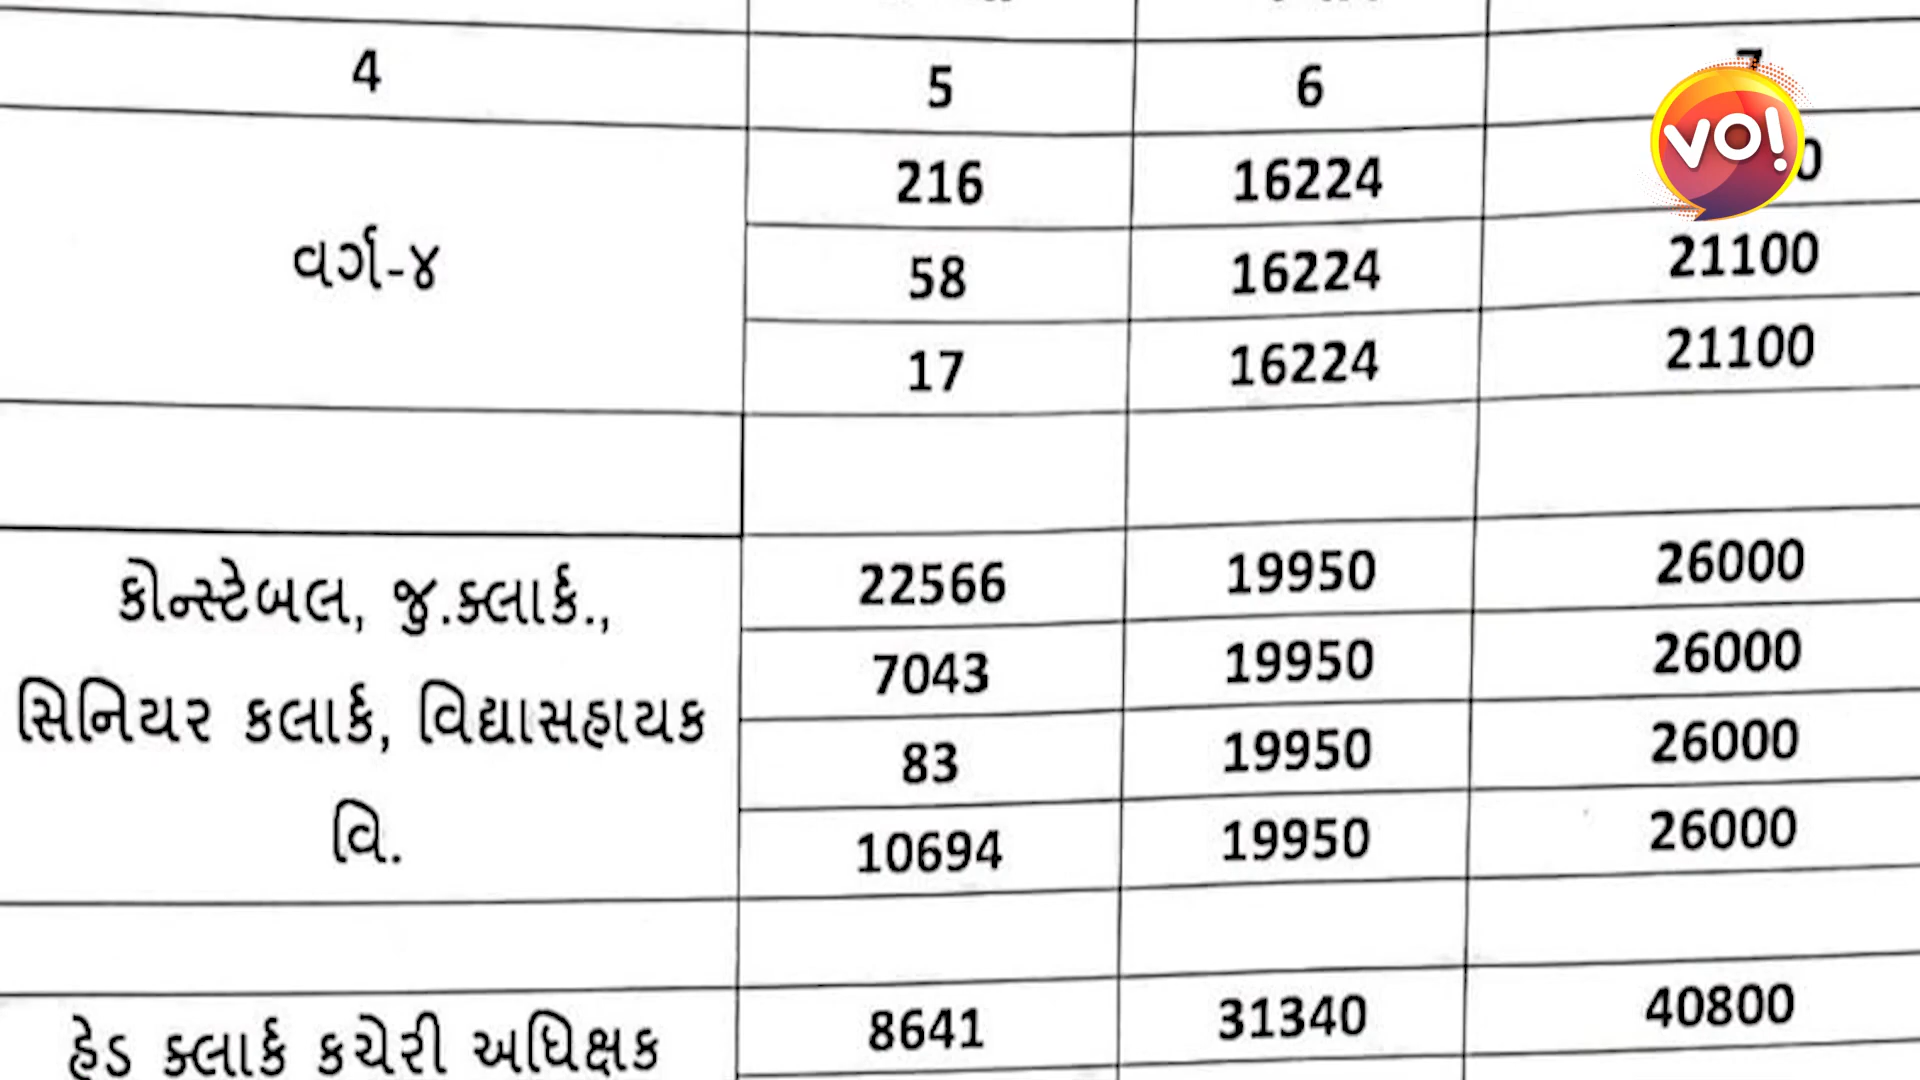 4 5 6 7
216 16224
વર્ગ-૪ 58 16224 21100
17 16224 21100
કોન્સ્ટેબલ, જુ.ક્લાર્ક., 22566 19950 26000
7043 19950 26000
સિનિયર કલાર્ક, વિદ્યાસહાયક 83 19950 26000
વિ. 10694 19950 26000
હેડ ક્લાર્ક કચેરી અધિક્ષક 8641 31340 40800
VO!